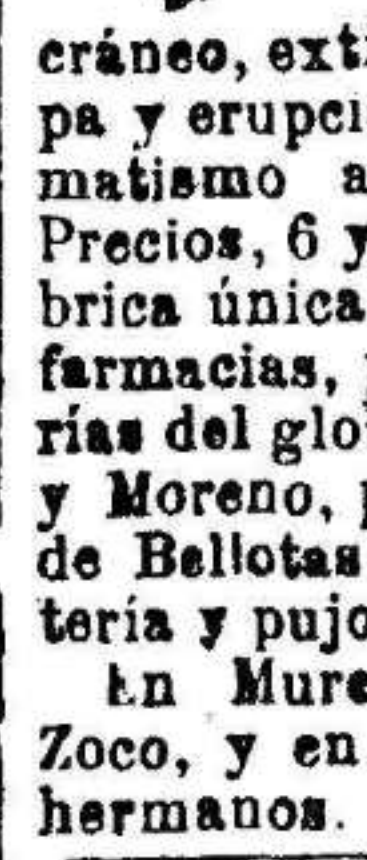 cráneo, ext
pa y erupci
matismo a
Precios, 6 y
brica única
farmacias,
rías del glo
y Moreno, p
de Bellotas
tería y pujo
En Murc
Zoco, y en
hermanos.